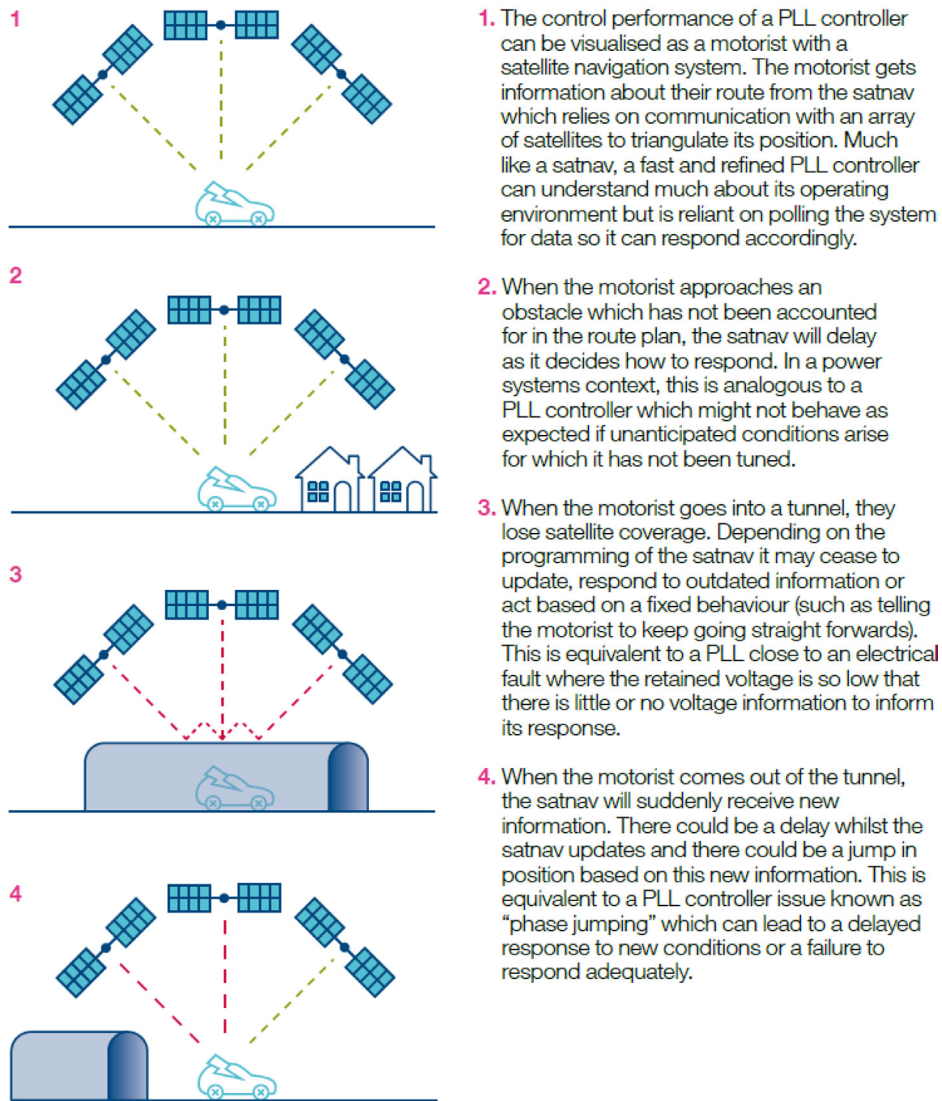 1
1. The control performance of a PLL controller
can be visualised as a motorist with a
satellite navigation system. The motorist gets
information about their route from the satnav
which relies on communication with an array
of satellites to triangulate its position. Much
like a satnav, a fast and refined PLL controller
can understand much about its operating
environment but is reliant on polling the system
for data so it can respond accordingly.
2
2. When the motorist approaches an
obstacle which has not been accounted
for in the route plan, the satnav will delay
as it decides how to respond. In a power
systems context, this is analogous to a
PLL controller which might not behave as
expected if unanticipated conditions arise
for which it has not been tuned.
3
3. When the motorist goes into a tunnel, they
lose satellite coverage. Depending on the
programming of the satnav it may cease to
update, respond to outdated information or
act based on a fixed behaviour (such as telling
the motorist to keep going straight forwards).
This is equivalent to a PLL close to an electrical
fault where the retained voltage is so low that
there is little or no voltage information to inform
its response.
4
4. When the motorist comes out of the tunnel,
the satnav will suddenly receive new
information. There could be a delay whilst the
satnav updates and there could be a jump in
position based on this new information. This is
equivalent to a PLL controller issue known as
“phase jumping” which can lead to a delayed
response to new conditions or a failure to
respond adequately.